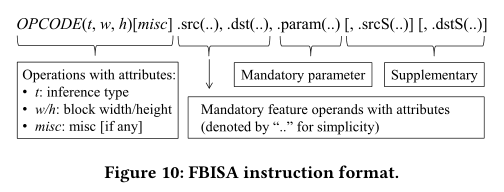 OPCODE(t, w, h)[misc] .src(..), .dst(..), .param(..) [, .srcS(..)] [, .dstS(..)]
Operations with attributes:
• t: inference type
• w/h: block width/height
• misc: misc [if any]
Mandatory parameter
Supplementary
Mandatory feature operands with attributes
(denoted by “..” for simplicity)
Figure 10: FBISA instruction format.